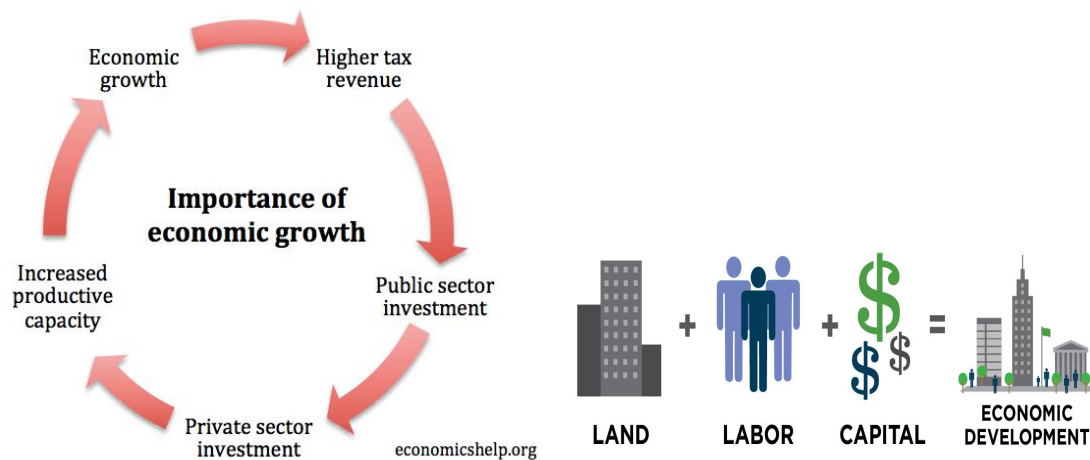 Economic
growth
Higher tax
revenue
Importance of
economic growth
Increased
productive
capacity
Public sector
investment
Private sector
investment
economicshelp.org
$ + + $ $ =
LAND
LABOR
CAPITAL
ECONOMIC
DEVELOPMENT